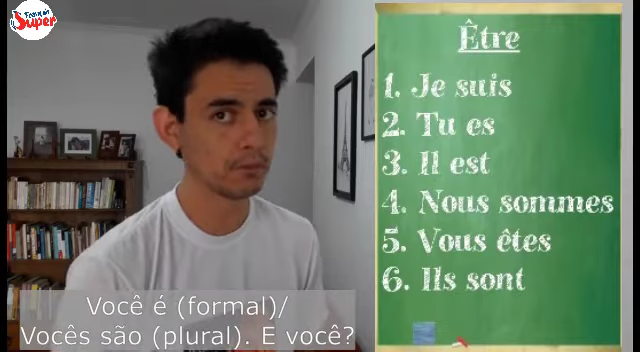 Français
Super
Être
1. Je suis
2. Tu es
3. Il est
4. Nous sommes
5. Vous êtes
6. Ils sont
Você é (formal)/
Vocês são (plural). E você?